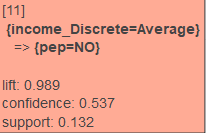 [11]
{income_Discrete=Average}
=> {pep=NO}
lift: 0.989
confidence: 0.537
support: 0.132